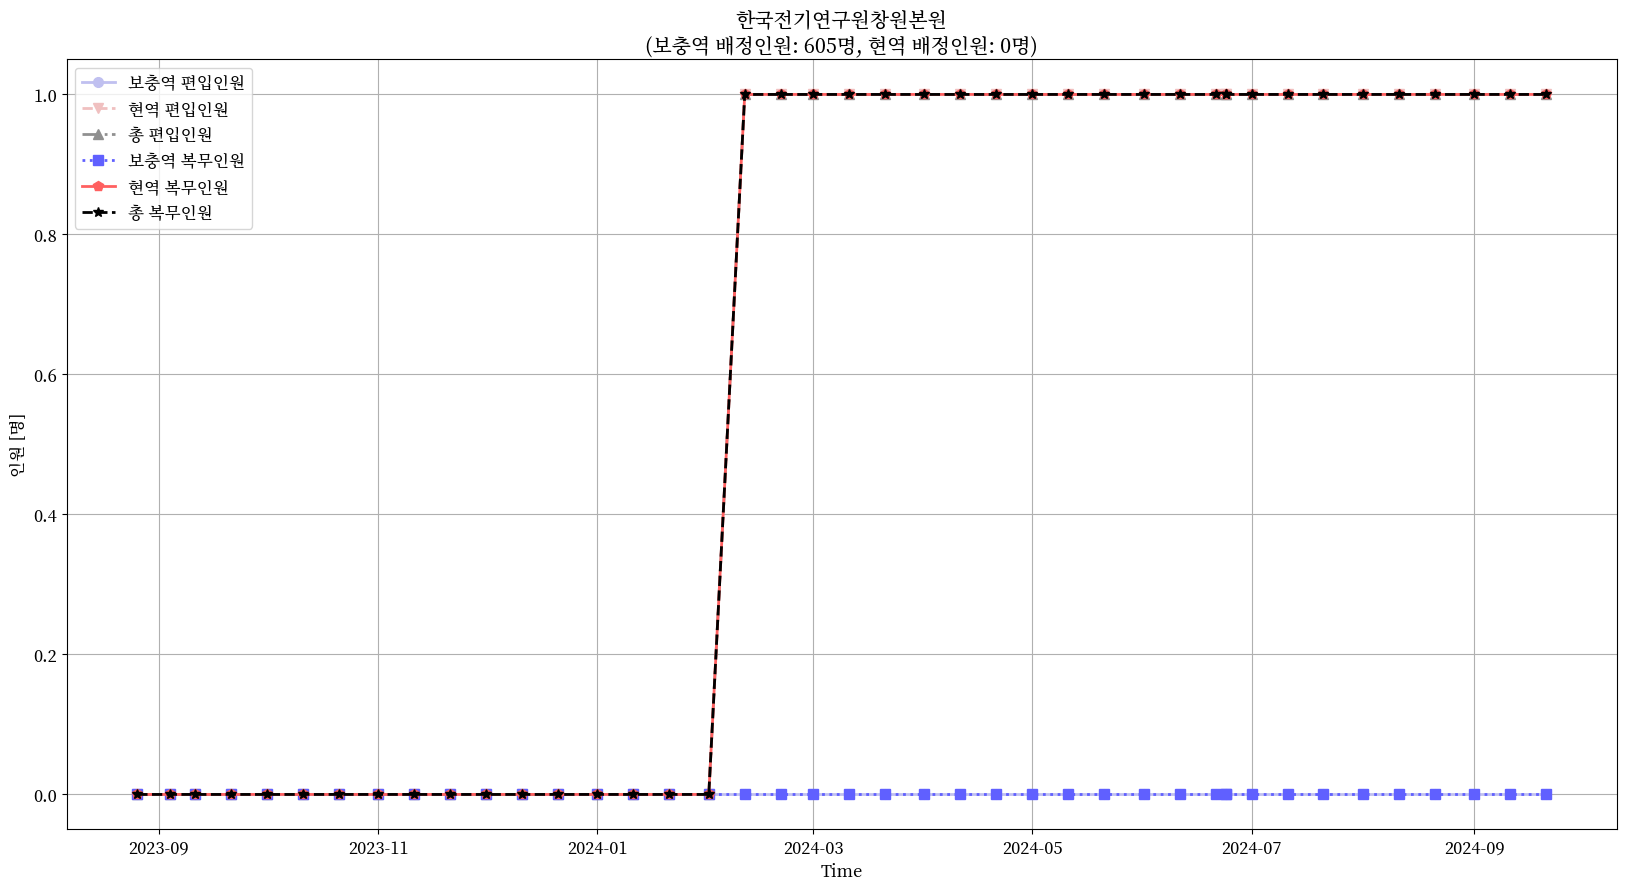 한국전기연구원창원본원
(보충역 배정인원: 605명, 현역 배정인원: 0명)
보충역 편입인원
현역 편입인원
총 편입인원
보충역 복무인원
현역 복무인원
총 복무인원
1.0
0.8
0.6
0.4
0.2
0.0
인원 [명]
2023-09
2023-11
2024-01
2024-03
2024-05
2024-07
2024-09
Time